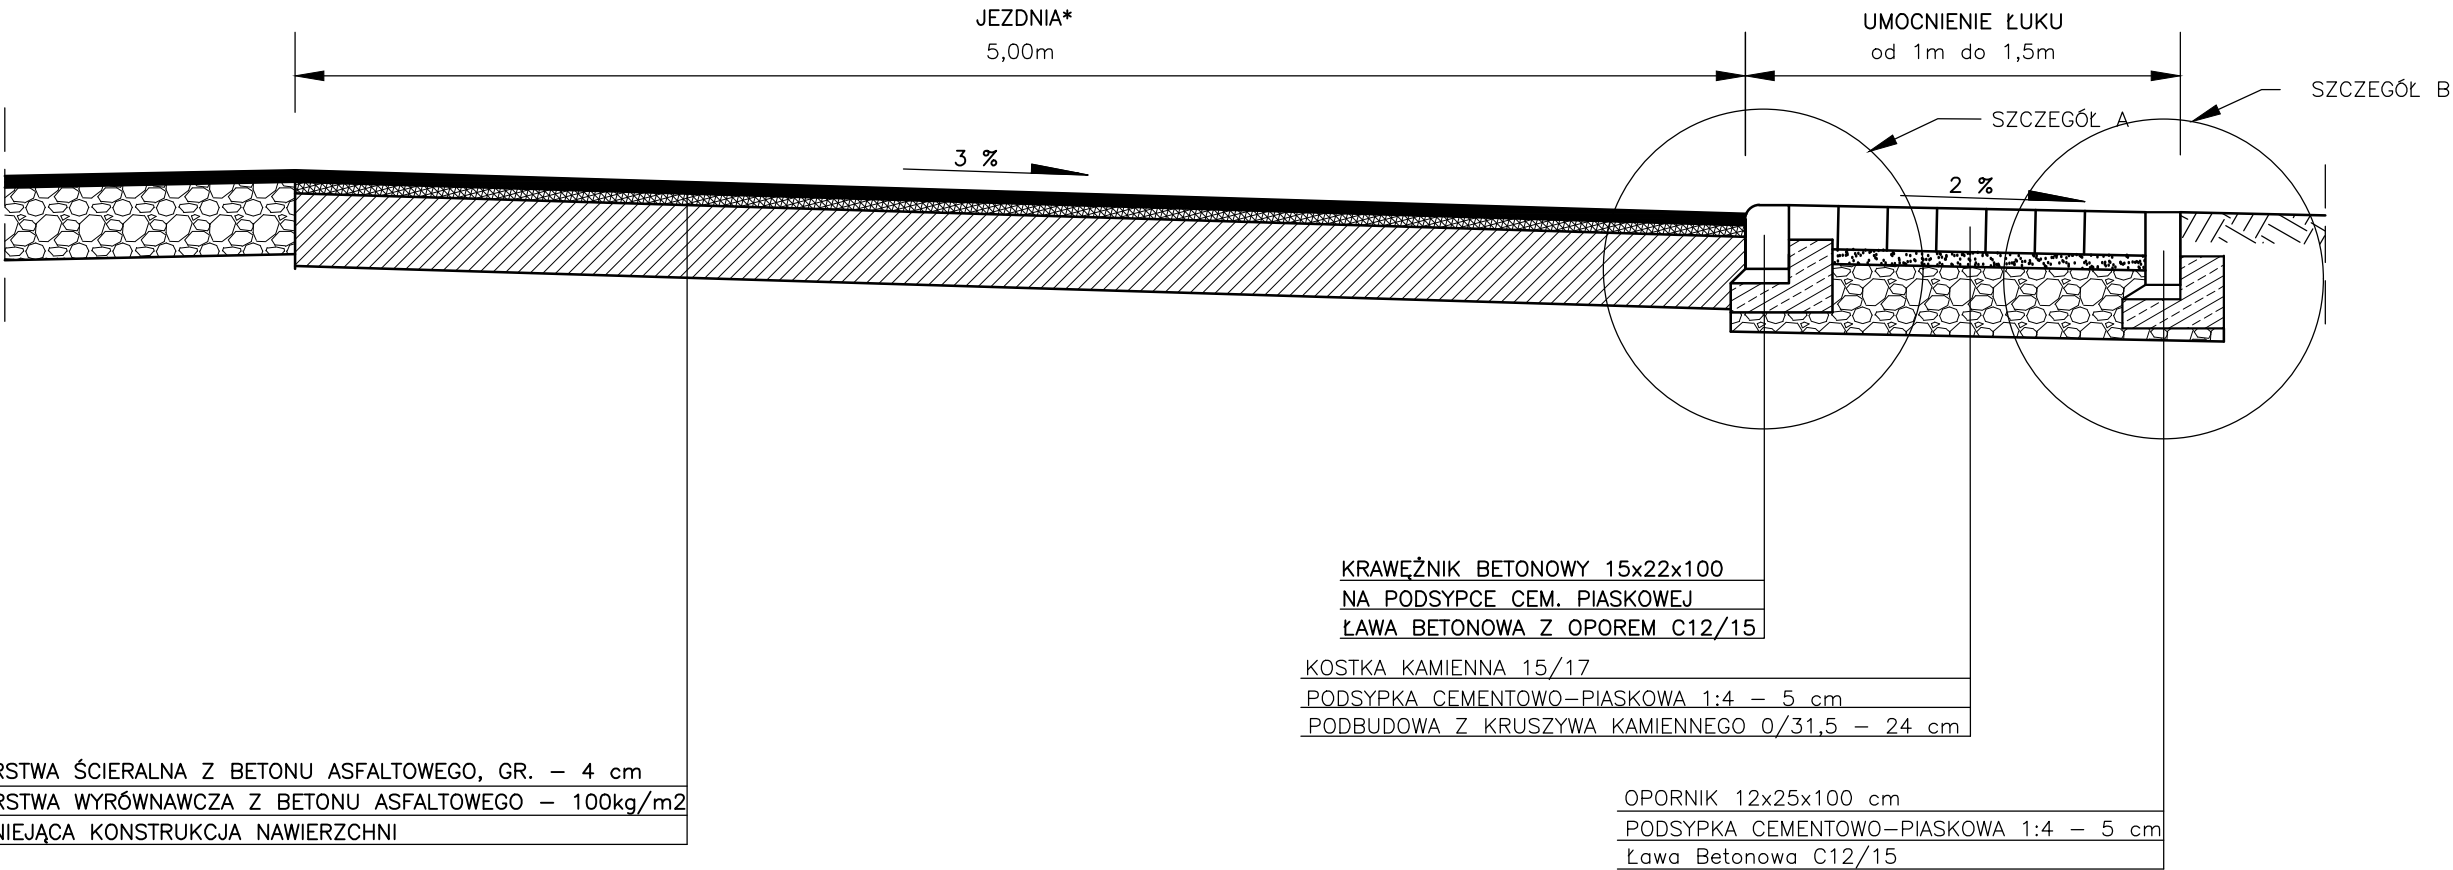 JEZDNIA*
5,00m
UMOCNIENIE ŁUKU
od 1m do 1,5m
SZCZEGÓŁ B
SZCZEGÓŁ A
3 %
2 %
KRAWĘŻNIK BETONOWY 15x22x100
NA PODSYPCE CEM. PIASKOWEJ
ŁAWA BETONOWA Z OPOREM C12/15
KOSTKA KAMIENNA 15/17
PODSYPKA CEMENTOWO-PIASKOWA 1:4 - 5 cm
PODBUDOWA Z KRUSZYWA KAMIENNEGO 0/31,5 - 24 cm
RSTWA ŚCIERALNA Z BETONU ASFALTOWEGO, GR. - 4 cm
RSTWA WYRÓWNAWCZA Z BETONU ASFALTOWEGO - 100kg/m2
NIEJĄCA KONSTRUKCJA NAWIERZCHNI
OPORNIK 12x25x100 cm
PODSYPKA CEMENTOWO-PIASKOWA 1:4 - 5 cm
Ława Betonowa C12/15